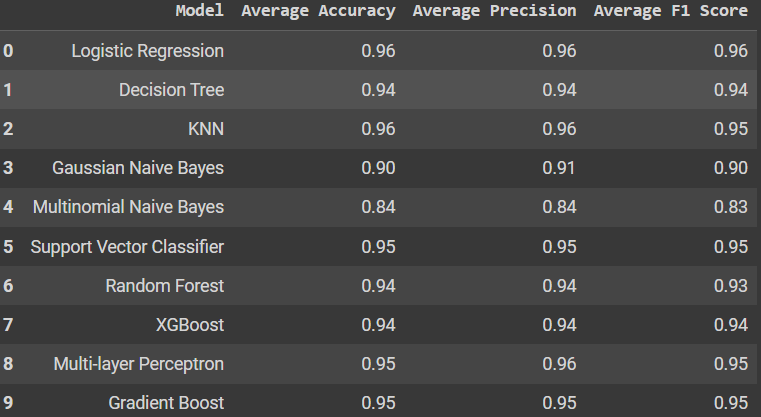 Model Average Accuracy Average Precision Average F1 Score
0 Logistic Regression 0.96 0.96 0.96
1 Decision Tree 0.94 0.94 0.94
2 KNN 0.96 0.96 0.95
3 Gaussian Naive Bayes 0.90 0.91 0.90
4 Multinomial Naive Bayes 0.84 0.84 0.83
5 Support Vector Classifier 0.95 0.95 0.95
6 Random Forest 0.94 0.94 0.93
7 XGBoost 0.94 0.94 0.94
8 Multi-layer Perceptron 0.95 0.96 0.95
9 Gradient Boost 0.95 0.95 0.95